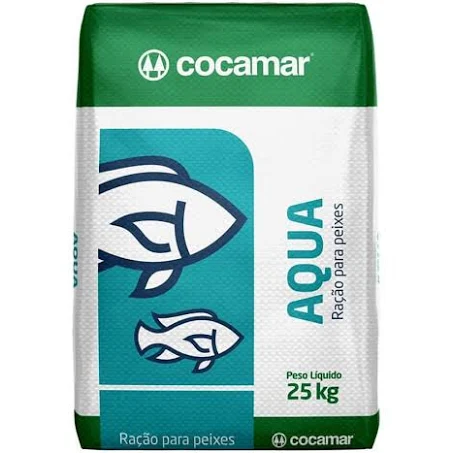 cocamar
AQUA
Ração para peixes
Peso Líquido
25 kg
Ração para peixes
cocamar